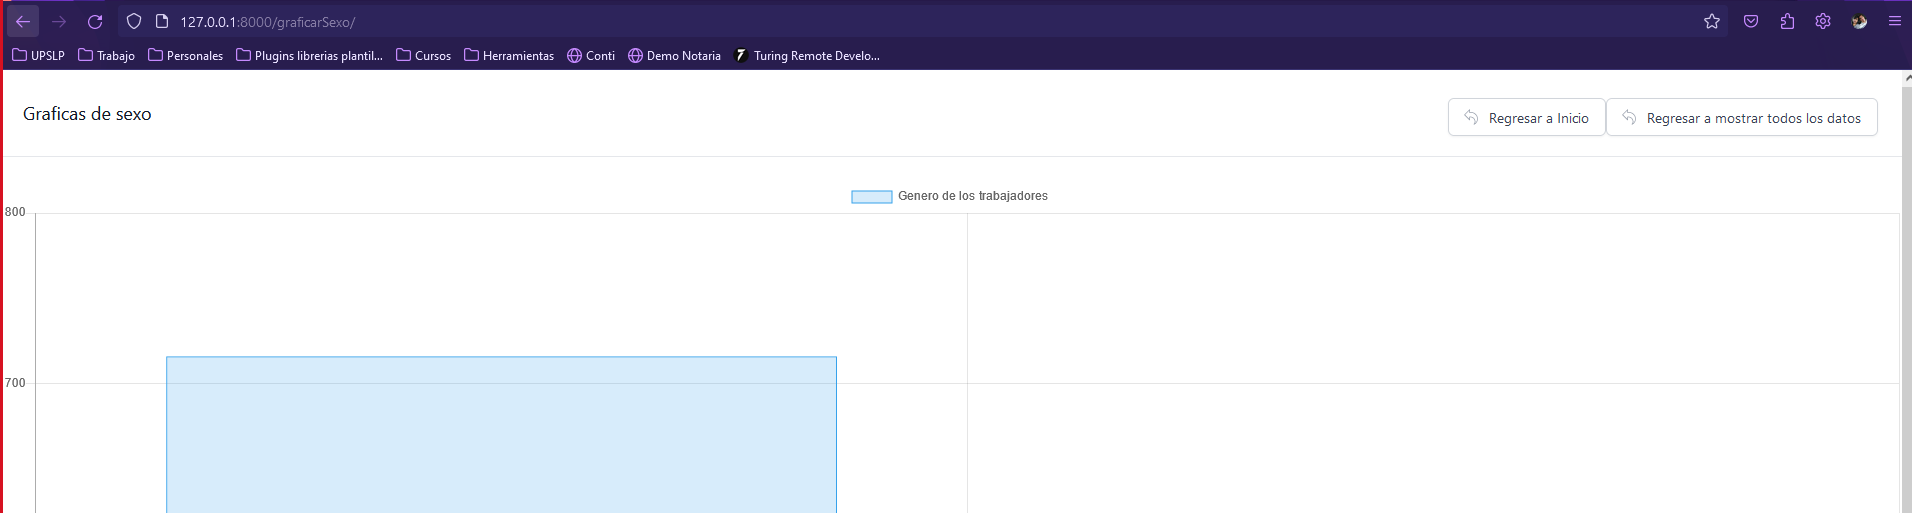 127.0.0.1:8000/graficarSexo/
UPSLP Trabajo Personales Plugins librerias plantil... Cursos Herramientas Conti Demo Notaria Turing Remote Develo...
Graficas de sexo
Regresar a Inicio Regresar a mostrar todos los datos
Genero de los trabajadores
800
700